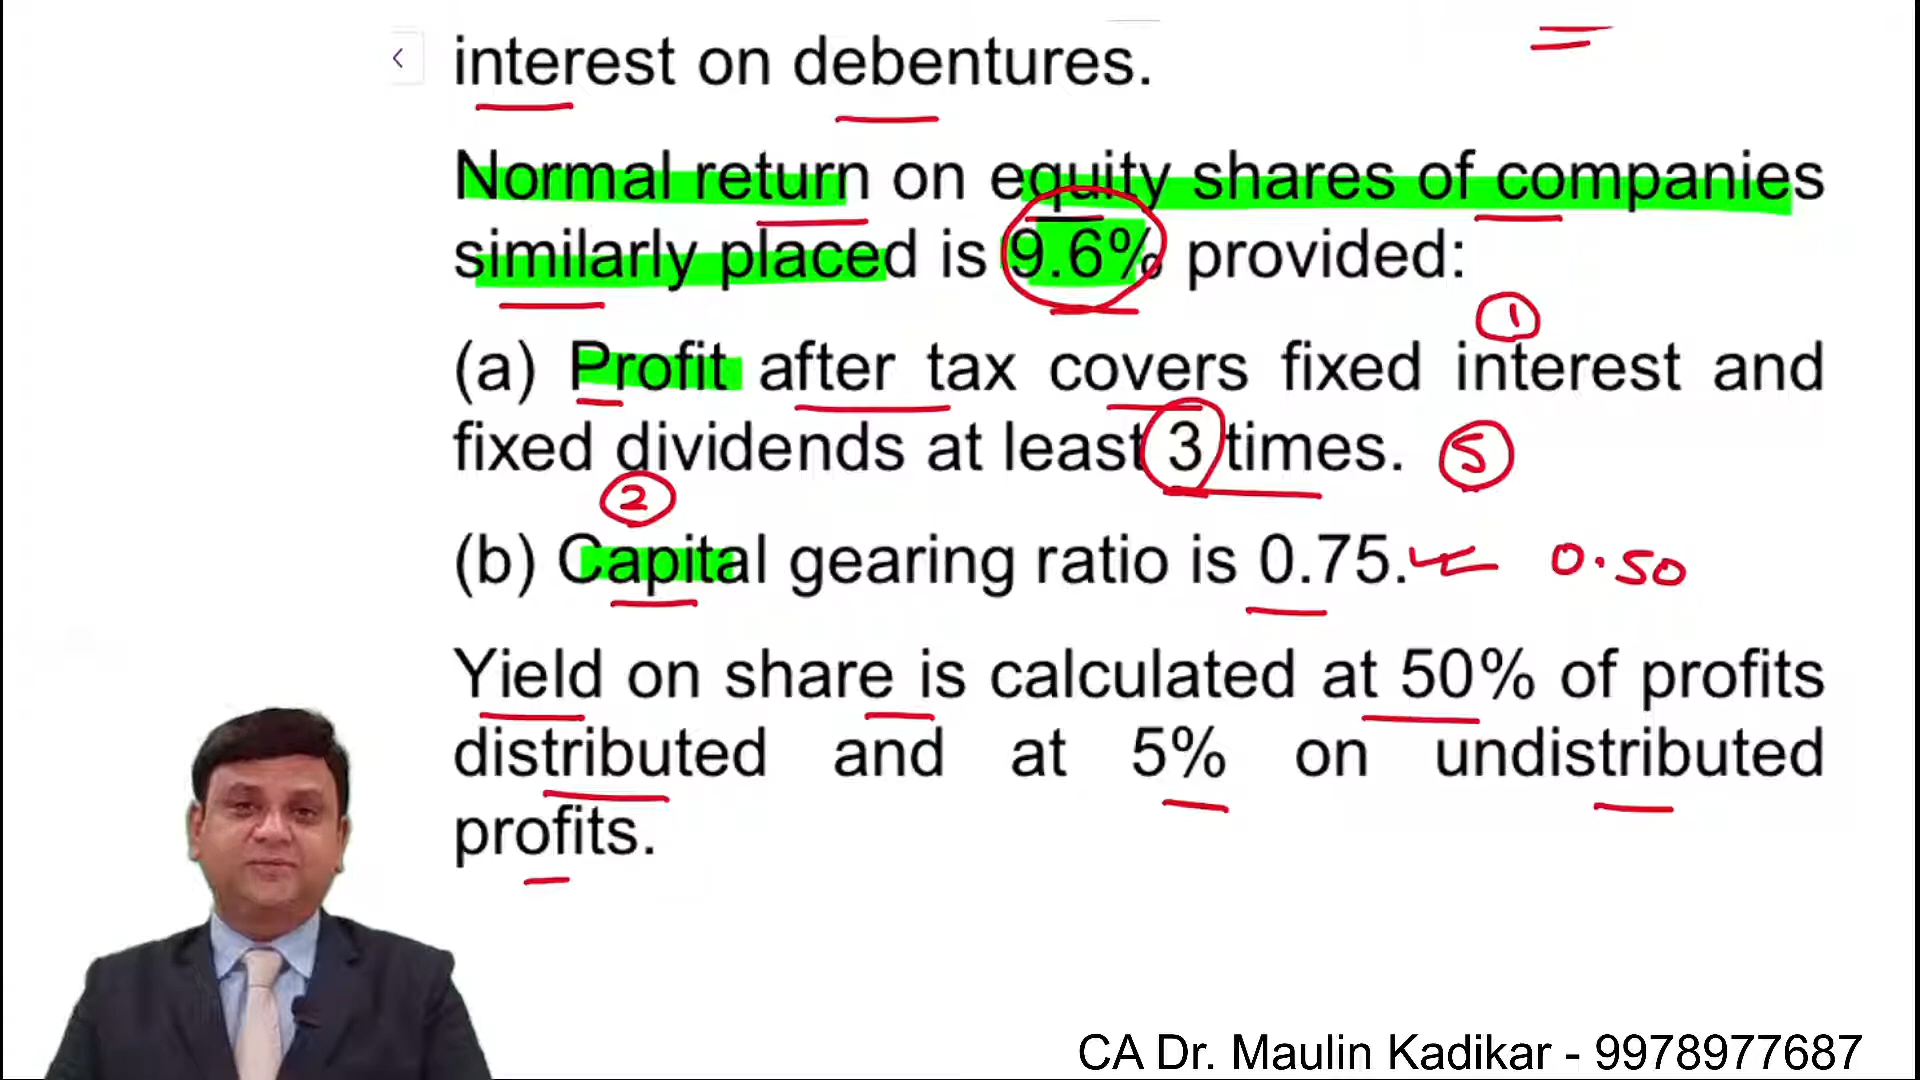 interest on debentures.
Normal return on equity shares of companies
similarly placed is 9.6% provided:
1
(a) Profit after tax covers fixed interest and
fixed dividends at least 3 times. 5
2
(b) Capital gearing ratio is 0.75. 0.50
Yield on share is calculated at 50% of profits
distributed and at 5% on undistributed
profits.
CA Dr. Maulin Kadikar - 9978977687